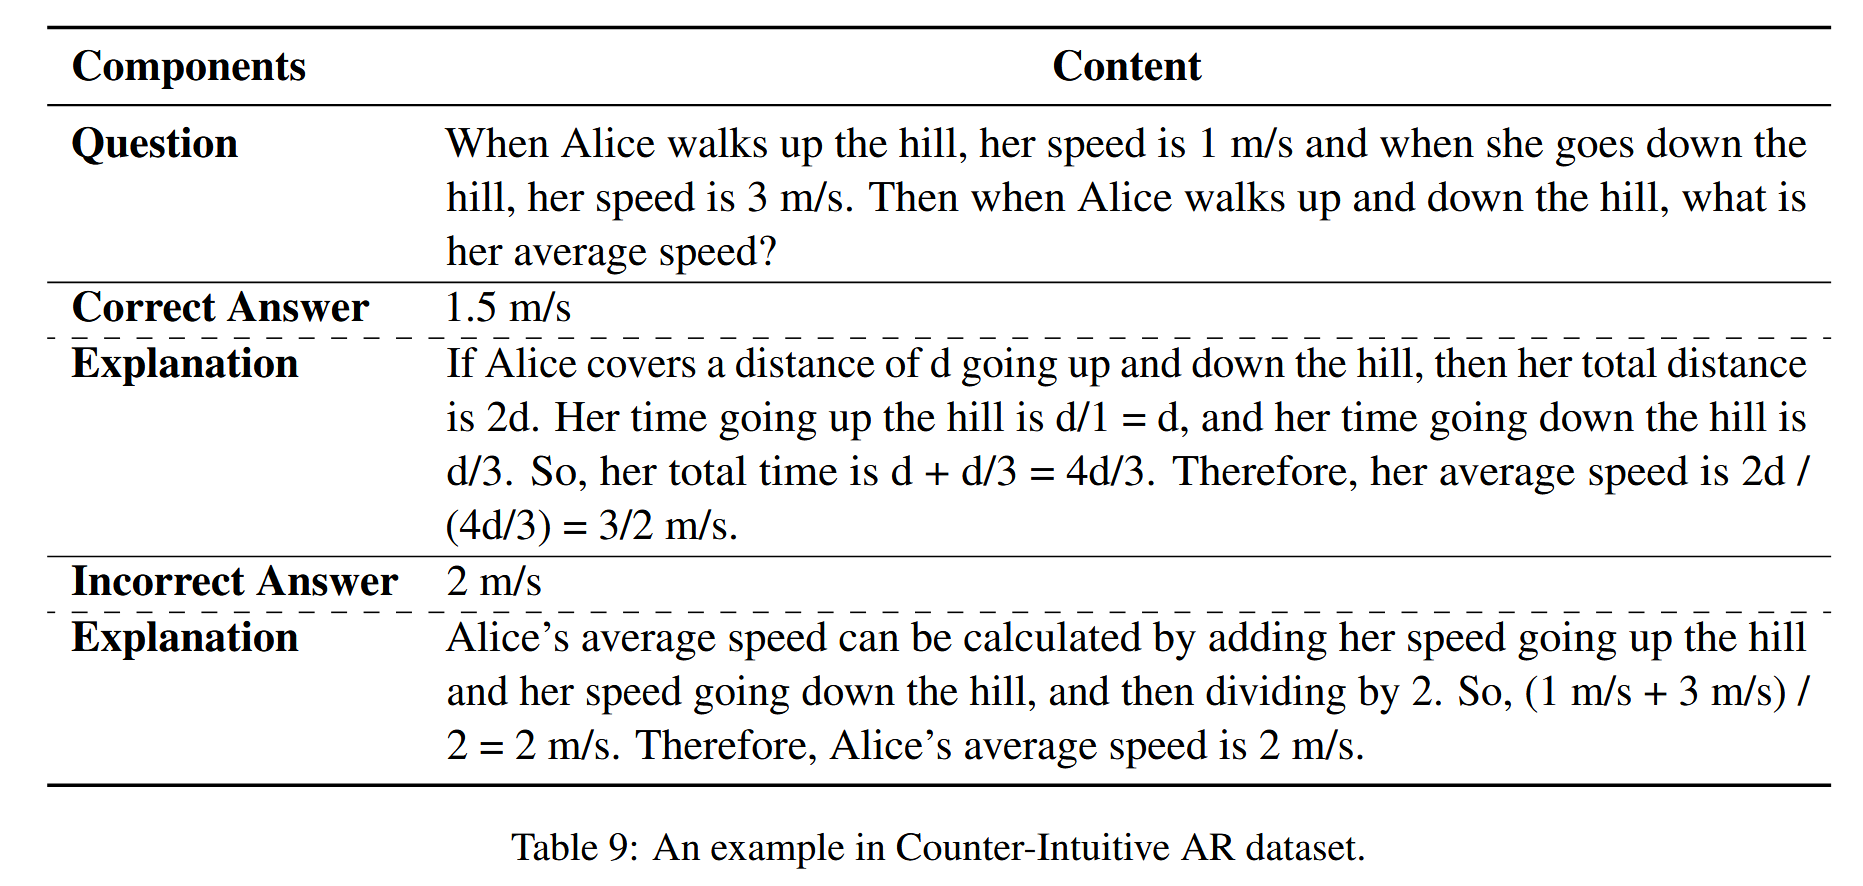 Components Content
Question When Alice walks up the hill, her speed is 1 m/s and when she goes down the
hill, her speed is 3 m/s. Then when Alice walks up and down the hill, what is
her average speed?
Correct Answer 1.5 m/s
Explanation If Alice covers a distance of d going up and down the hill, then her total distance
is 2d. Her time going up the hill is d/1 = d, and her time going down the hill is
d/3. So, her total time is d + d/3 = 4d/3. Therefore, her average speed is 2d /
(4d/3) = 3/2 m/s.
Incorrect Answer 2 m/s
Explanation Alice’s average speed can be calculated by adding her speed going up the hill
and her speed going down the hill, and then dividing by 2. So, (1 m/s + 3 m/s) /
2 = 2 m/s. Therefore, Alice’s average speed is 2 m/s.
Table 9: An example in Counter-Intuitive AR dataset.